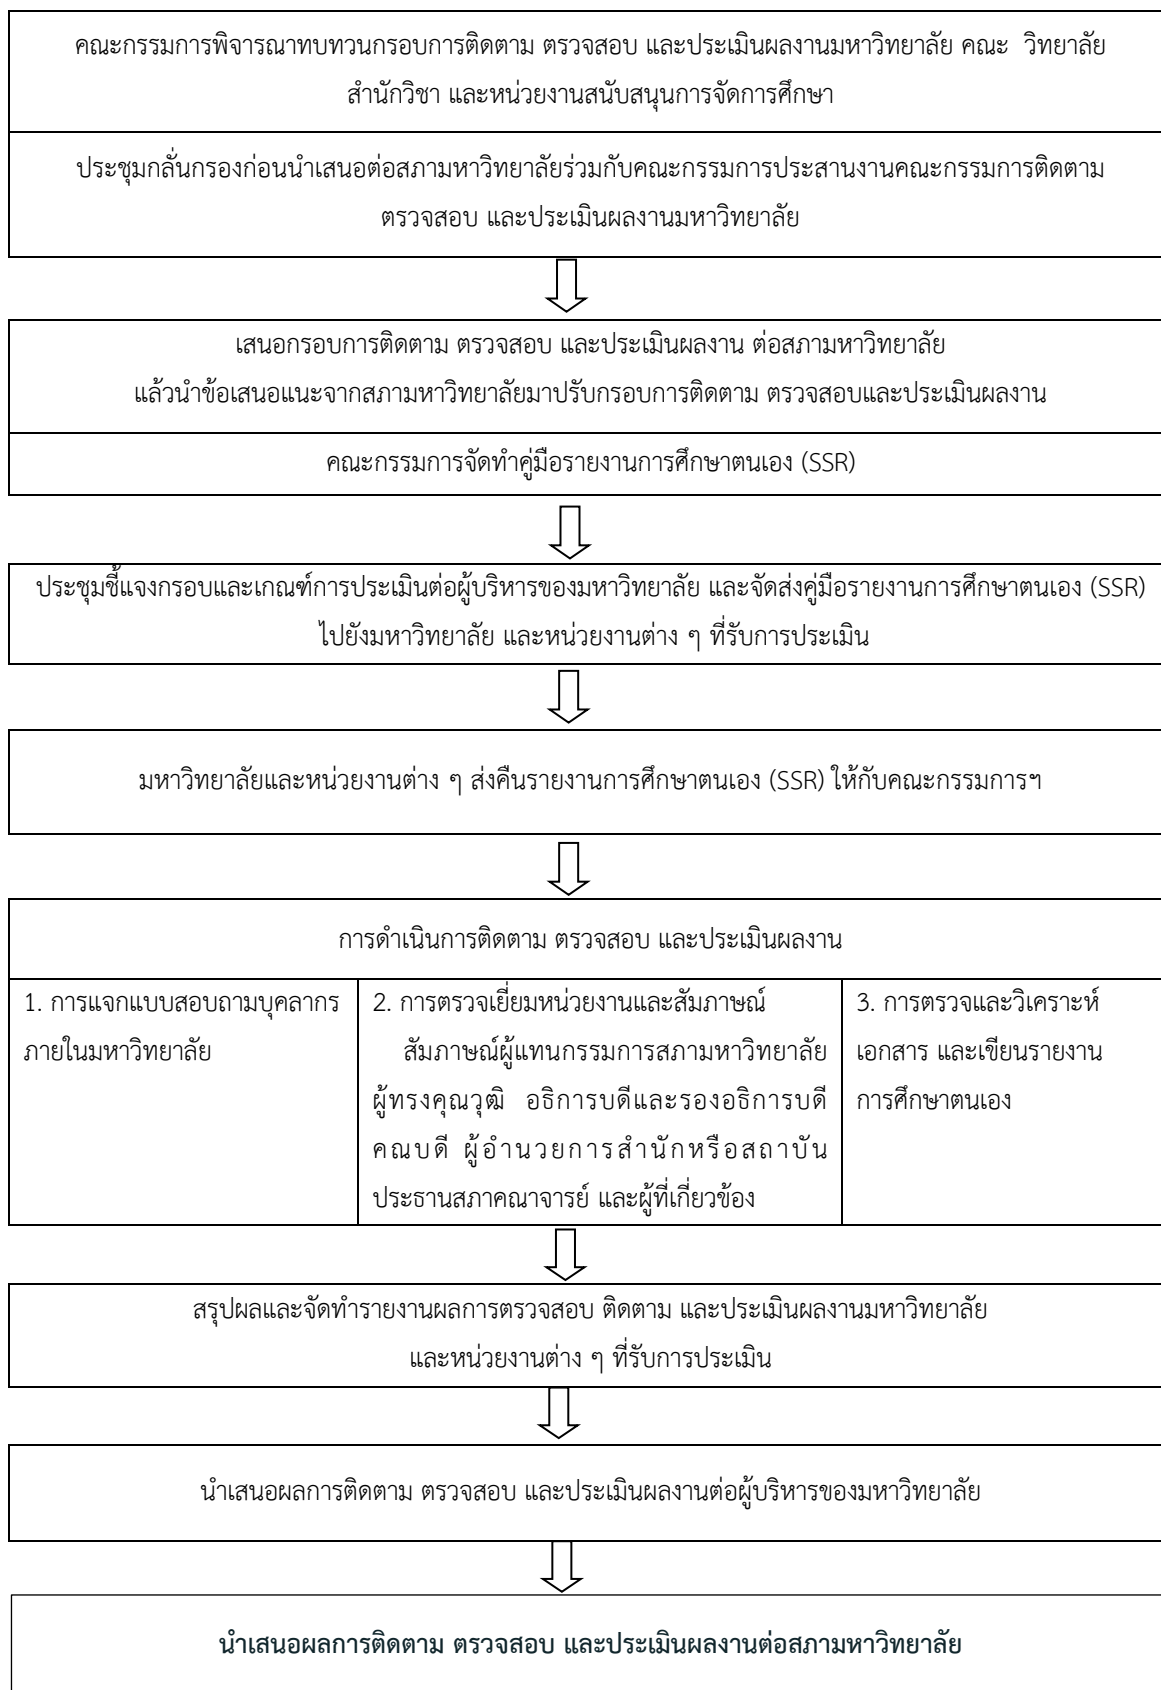 คณะกรรมการพิจารณาทบทวนกรอบการติดตาม ตรวจสอบ และประเมินผลงานมหาวิทยาลัย คณะ วิทยาลัย
สำนักวิชา และหน่วยงานสนับสนุนการจัดการศึกษา
ประชุมกลั่นกรองก่อนนำเสนอต่อสภามหาวิทยาลัยร่วมกับคณะกรรมการประสานงานคณะกรรมการติดตาม
ตรวจสอบ และประเมินผลงานมหาวิทยาลัย
เสนอกรอบการติดตาม ตรวจสอบ และประเมินผลงาน ต่อสภามหาวิทยาลัย
แล้วนำข้อเสนอแนะจากสภามหาวิทยาลัยมาปรับกรอบการติดตาม ตรวจสอบและประเมินผลงาน
คณะกรรมการจัดทำคู่มือรายงานการศึกษาตนเอง (SSR)
ประชุมชี้แจงกรอบและเกณฑ์การประเมินต่อผู้บริหารของมหาวิทยาลัย และจัดส่งคู่มือรายงานการศึกษาตนเอง (SSR)
ไปยังมหาวิทยาลัย และหน่วยงานต่าง ๆ ที่รับการประเมิน
มหาวิทยาลัยและหน่วยงานต่าง ๆ ส่งคืนรายงานการศึกษาตนเอง (SSR) ให้กับคณะกรรมการฯ
การดำเนินการติดตาม ตรวจสอบ และประเมินผลงาน
1. การแจกแบบสอบถามบุคลากร
ภายในมหาวิทยาลัย
2. การตรวจเยี่ยมหน่วยงานและสัมภาษณ์
สัมภาษณ์ผู้แทนกรรมการสภามหาวิทยาลัย
ผู้ทรงคุณวุฒิ อธิการบดีและรองอธิการบดี
คณบดี ผู้อำนวยการสำนักหรือสถาบัน
ประธานสภาคณาจารย์ และผู้ที่เกี่ยวข้อง
3. การตรวจและวิเคราะห์
เอกสาร และเขียนรายงาน
การศึกษาตนเอง
สรุปผลและจัดทำรายงานผลการตรวจสอบ ติดตาม และประเมินผลงานมหาวิทยาลัย
และหน่วยงานต่าง ๆ ที่รับการประเมิน
นำเสนอผลการติดตาม ตรวจสอบ และประเมินผลงานต่อผู้บริหารของมหาวิทยาลัย
นำเสนอผลการติดตาม ตรวจสอบ และประเมินผลงานต่อสภามหาวิทยาลัย